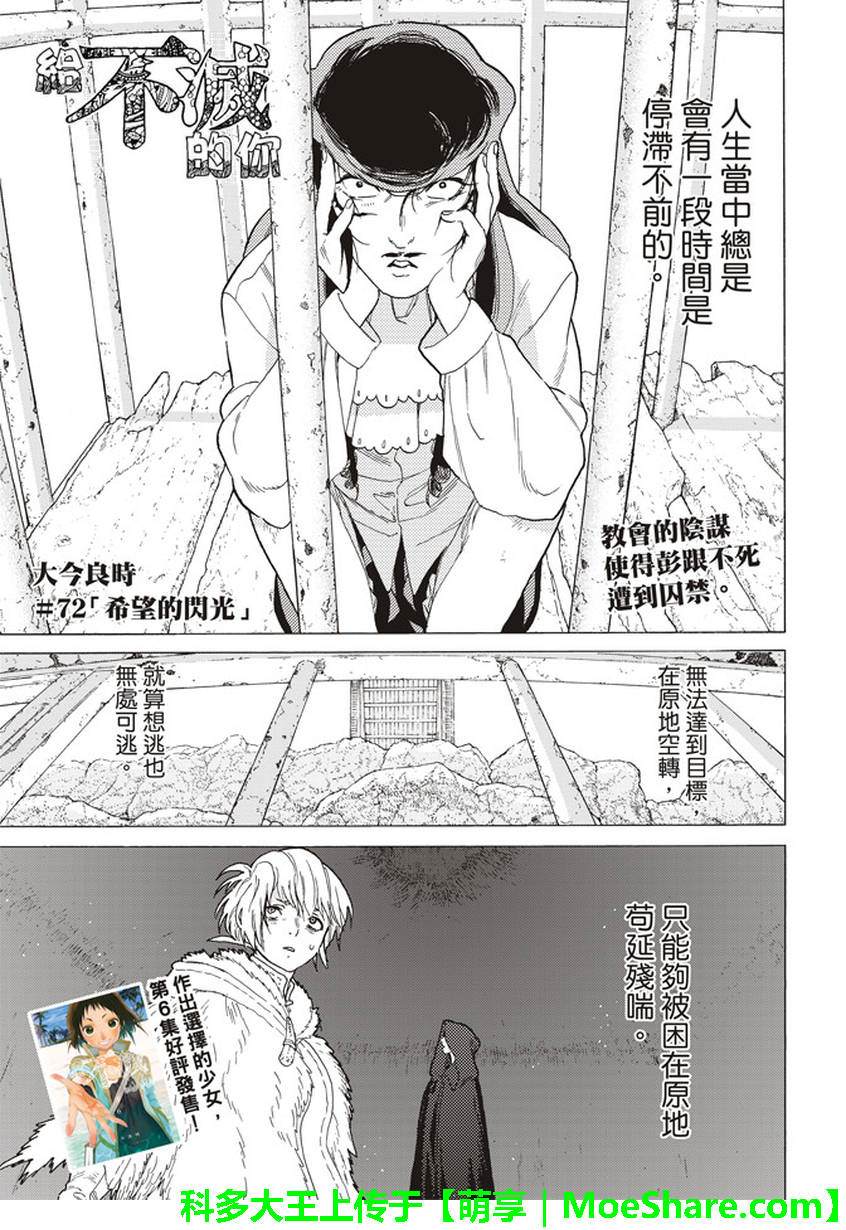 給不滅
的你
人生當中總是
會有一段時間是
停滯不前的。
教會的陰謀
使得彭跟不死
遭到囚禁。
大今良時
#72「希望的閃光」
無法達到目標，
在原地空轉，
就算想逃也
無處可逃。
只能夠被困在原地
苟延殘喘。
作出選擇的少女，
第6集好評發售！
科多大王上传于【萌享｜MoeShare.com】